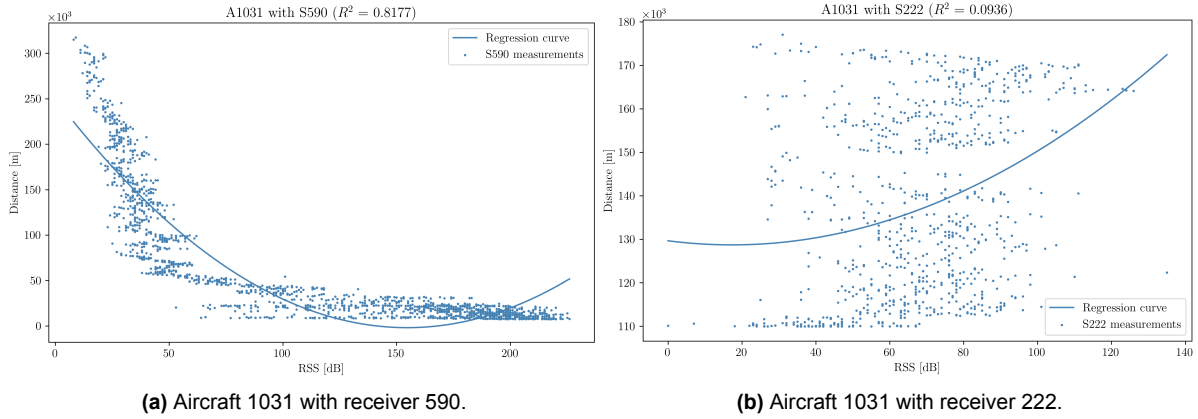 A1031 with S590 (R² = 0.8177)
×10³
Regression curve
S590 measurements
300
250
200
150
100
50
0
Distance [m]
0 50 100 150 200
RSS [dB]
(a) Aircraft 1031 with receiver 590.
A1031 with S222 (R² = 0.0936)
×10³
180
170
160
150
140
130
120
110
Distance [m]
Regression curve
S222 measurements
0 20 40 60 80 100 120 140
RSS [dB]
(b) Aircraft 1031 with receiver 222.